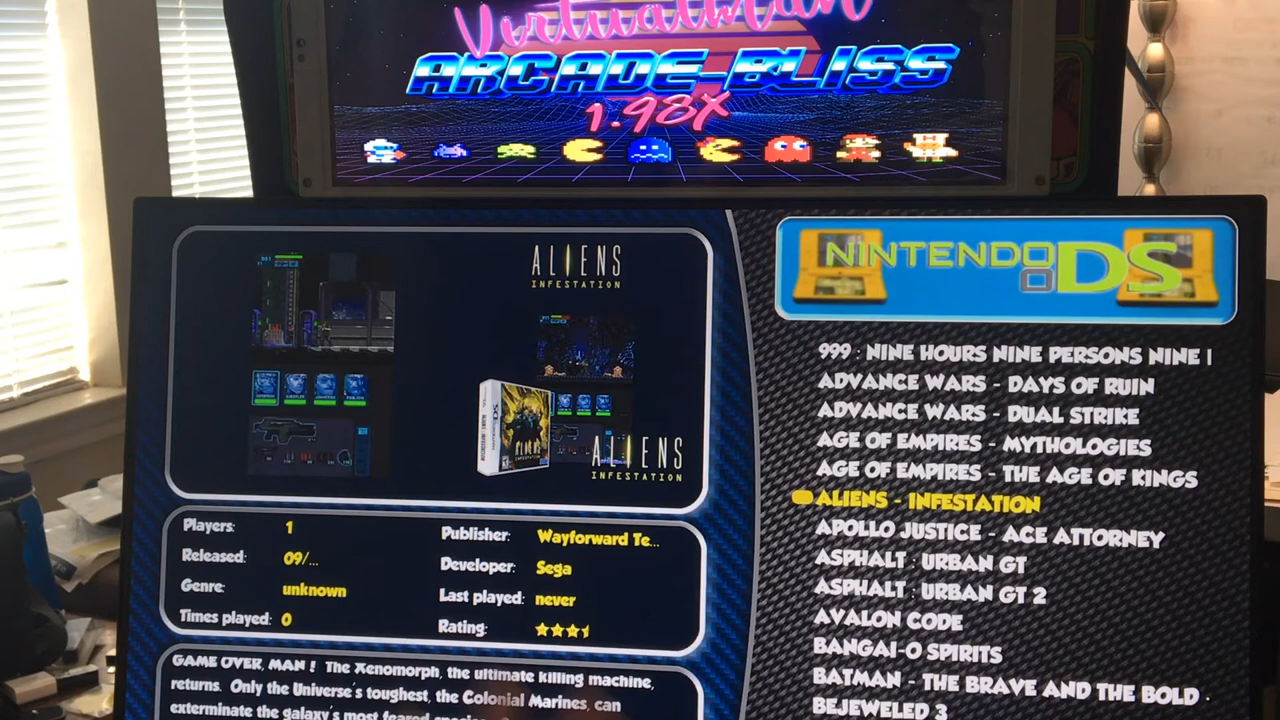 Virtualman
ARCADE-BLISS
1.98X
ALIENS
INFESTATION
ALIENS
INFESTATION
ALIENS
NINTENDO DS
999 : NINE HOURS NINE PERSONS NINE
ADVANCE WARS - DAYS OF RUIN
ADVANCE WARS - DUAL STRIKE
AGE OF EMPIRES - MYTHOLOGIES
AGE OF EMPIRES - THE AGE OF KINGS
ALIENS - INFESTATION
APOLLO JUSTICE - ACE ATTORNEY
ASPHALT : URBAN GT
ASPHALT : URBAN GT 2
AVALON CODE
BANGAI-O SPIRITS
BATMAN - THE BRAVE AND THE BOLD
BEJEWELED 3
Players: 1
Released: 09/...
Genre: unknown
Times played: 0
Publisher: Wayforward Te...
Developer: Sega
Last played: never
Rating:
GAME OVER, MAN ! The Xenomorph, the ultimate killing machine,
returns. Only the Universe's toughest, the Colonial Marines, can
exterminate the galaxy's most feared